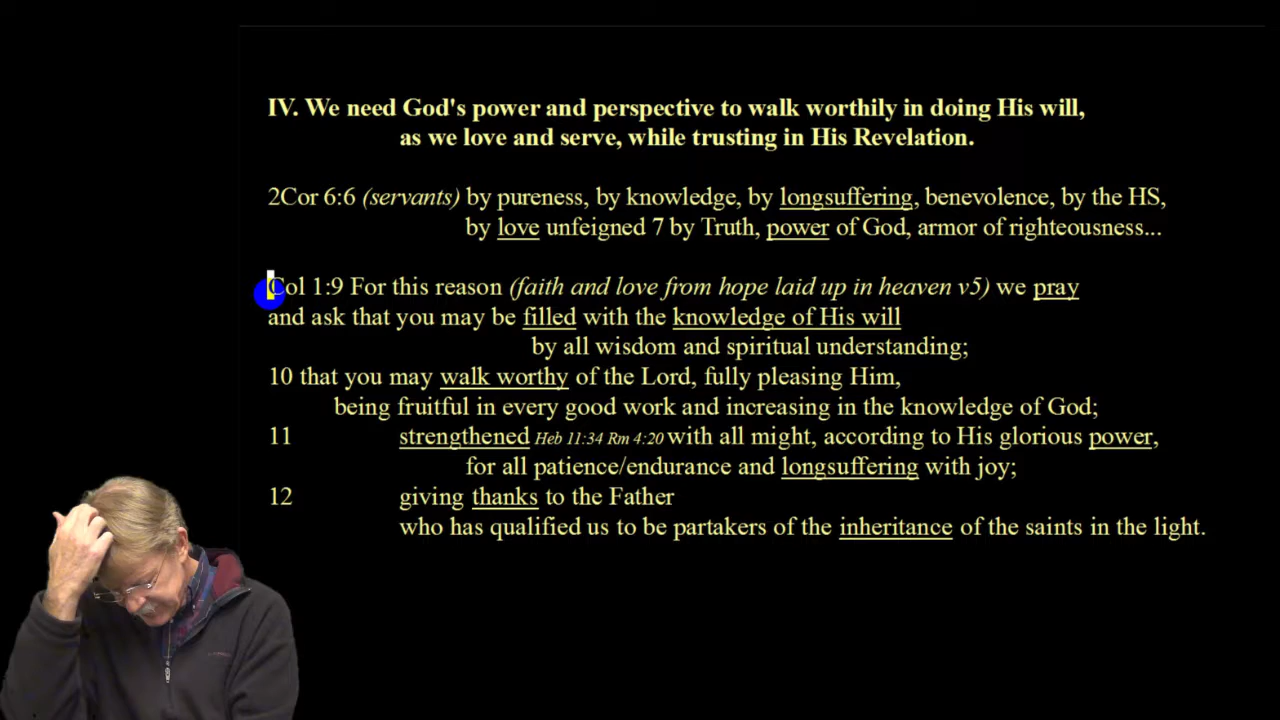 IV. We need God's power and perspective to walk worthily in doing His will,
as we love and serve, while trusting in His Revelation.
2Cor 6:6 (servants) by pureness, by knowledge, by longsuffering, benevolence, by the HS,
by love unfeigned 7 by Truth, power of God, armor of righteousness...
Col 1:9 For this reason (faith and love from hope laid up in heaven v5) we pray
and ask that you may be filled with the knowledge of His will
by all wisdom and spiritual understanding;
10 that you may walk worthy of the Lord, fully pleasing Him,
being fruitful in every good work and increasing in the knowledge of God;
11 strengthened Heb 11:34 Rm 4:20 with all might, according to His glorious power,
for all patience/endurance and longsuffering with joy;
12 giving thanks to the Father
who has qualified us to be partakers of the inheritance of the saints in the light.